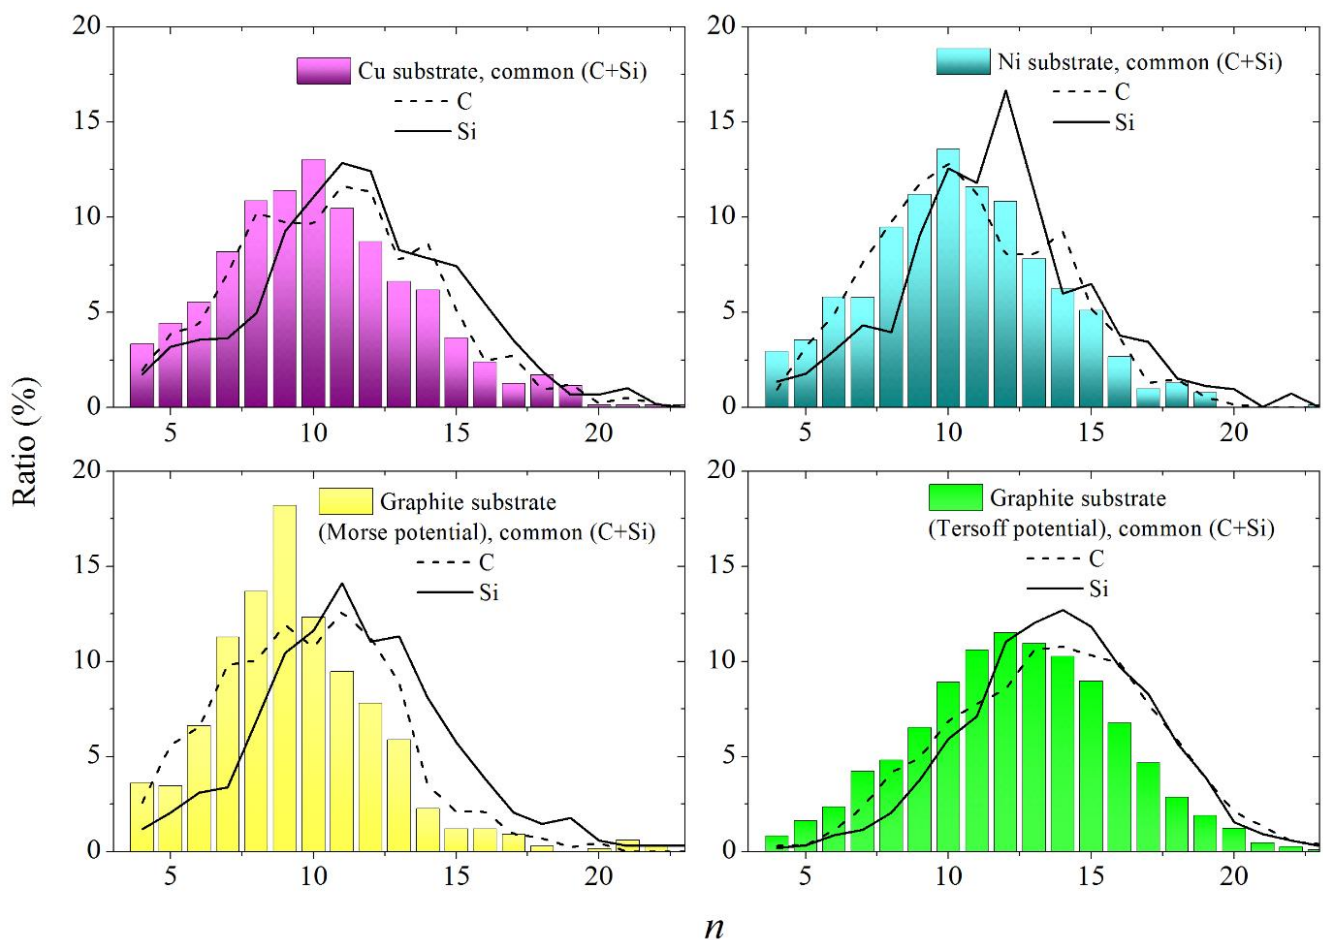 Ratio (%)
20
15
10
5
0
Cu substrate, common (C+Si)
C
Si
5
10
15
20
20
15
10
5
0
Ni substrate, common (C+Si)
C
Si
5
10
15
20
20
15
10
5
0
Graphite substrate
(Morse potential), common (C+Si)
C
Si
5
10
15
20
20
15
10
5
0
Graphite substrate
(Tersoff potential), common (C+Si)
C
Si
5
10
15
20
n